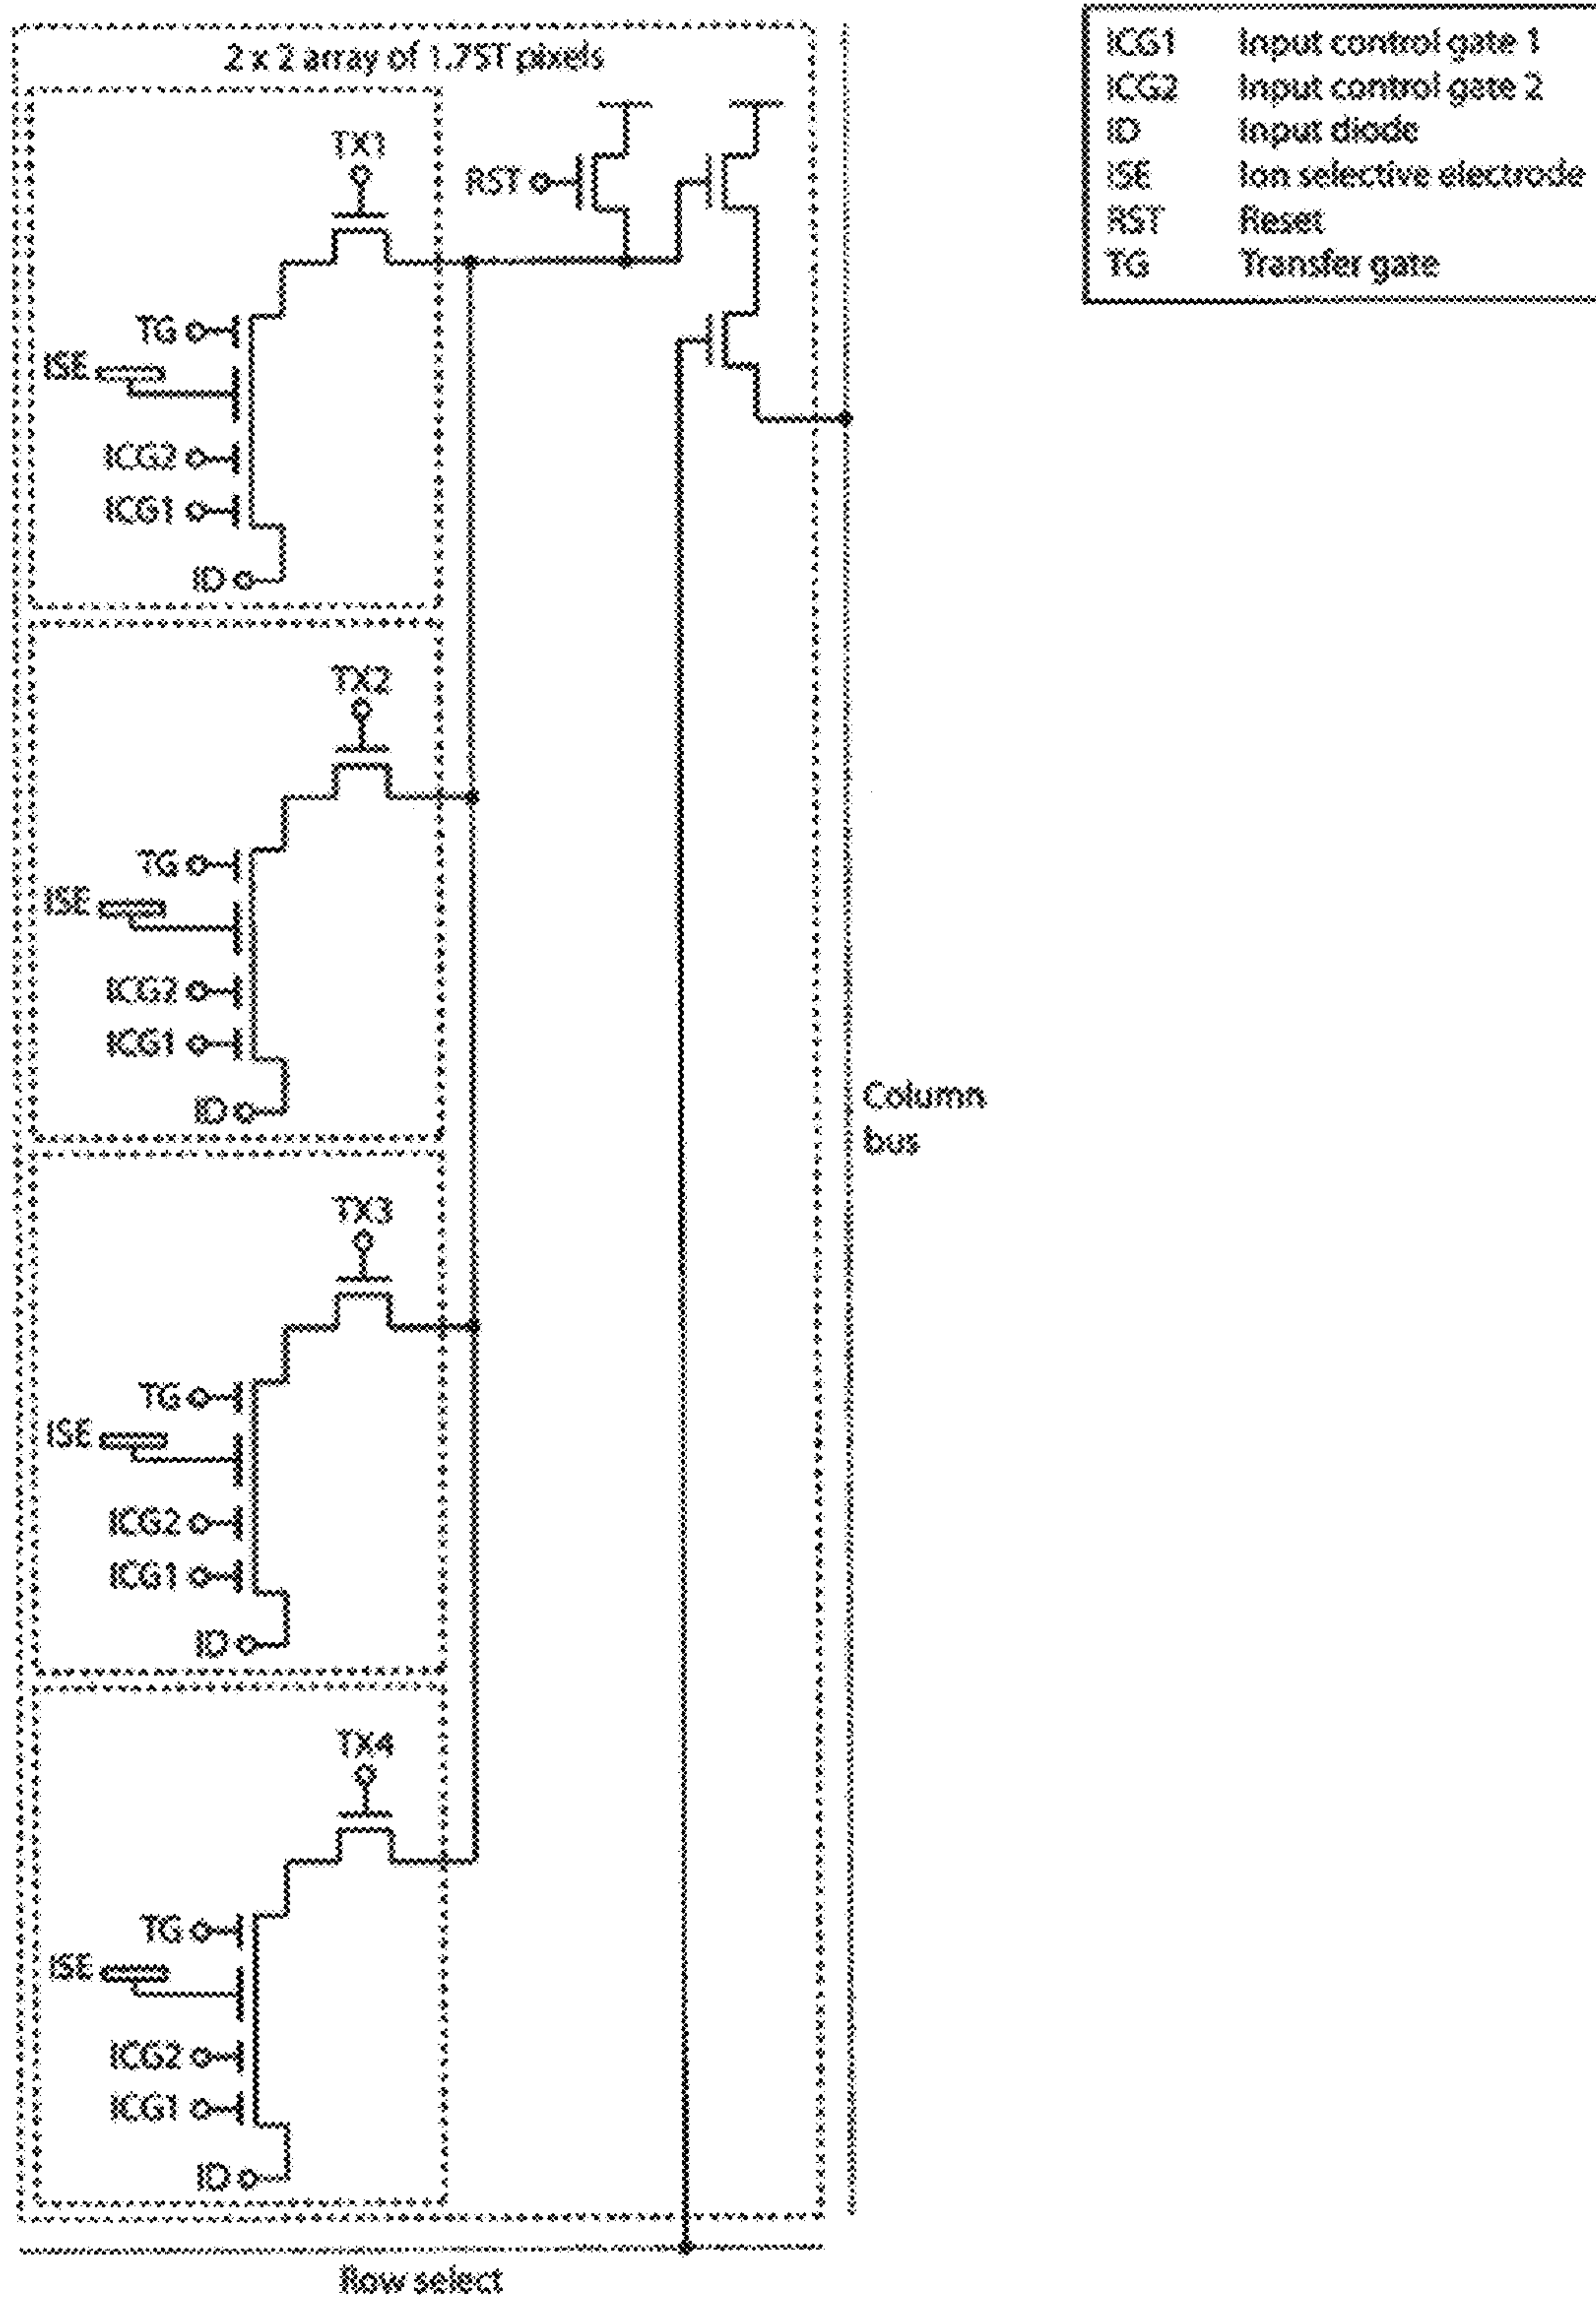 2 x 2 array of 1.75T pixels
TX1
RST
TG
ISE
ICG2
ICG1
ID
TX2
TG
ISE
ICG2
ICG1
ID
TX3
TG
ISE
ICG2
ICG1
ID
TX4
TG
ISE
ICG2
ICG1
ID
Row select
Column
bus
ICG1 Input control gate 1
ICG2 Input control gate 2
ID Input diode
ISE Ion selective electrode
RST Reset
TG Transfer gate